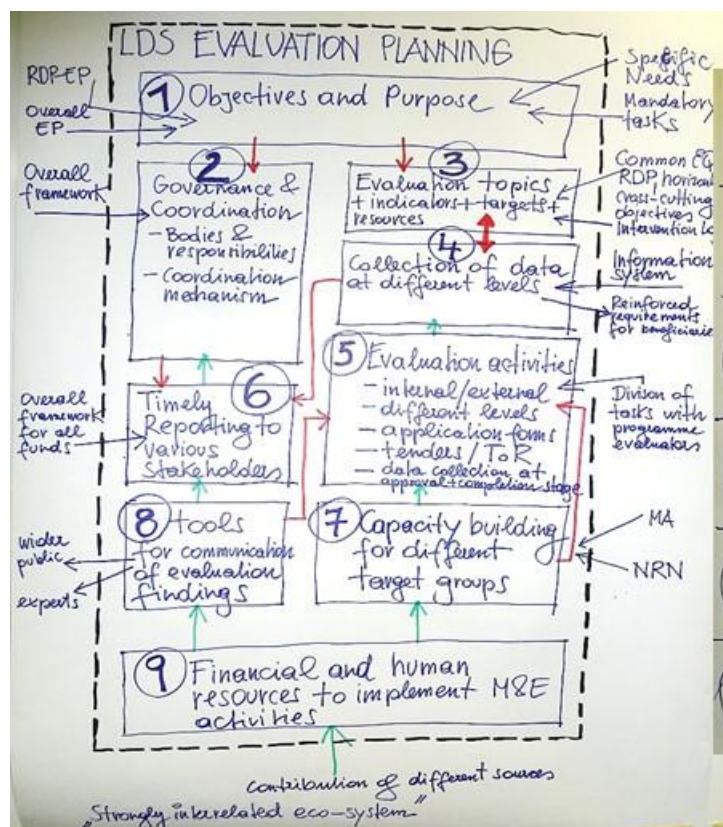 LDS EVALUATION PLANNING
RDP-EP,
Overall
EP
1 Objectives and Purpose
Specific
Needs
Mandatory
tasks
Overall
framework
2
Governance &
Coordination
- Bodies &
responsibilities
- Coordination
mechanism
3
Evaluation topics
+ indicators + targets +
resources
Common EQ
RDP, horizon
cross-cutting
objectives
Intervention Lo
4
Collection of data
at different levels
Information
system
Reinforced
requirements
for beneficiarie
5 Evaluation activities
- internal/external
- different levels
- application forms
- tenders / ToR
- data collection at
approval + completion stage
Divison of
tasks with
programme
evaluators
Overall
framework
for all
funds
6
Timely
Reporting to
various
Stakeholders
8 tools
for communication
of evaluation
findings
wider
public
experts
7 Capacity building
for different
target groups
MA
NRN
9 Financial and human
resources to implement M&E
activities
contribution of different sources
„Strongly interrelated eco-system"